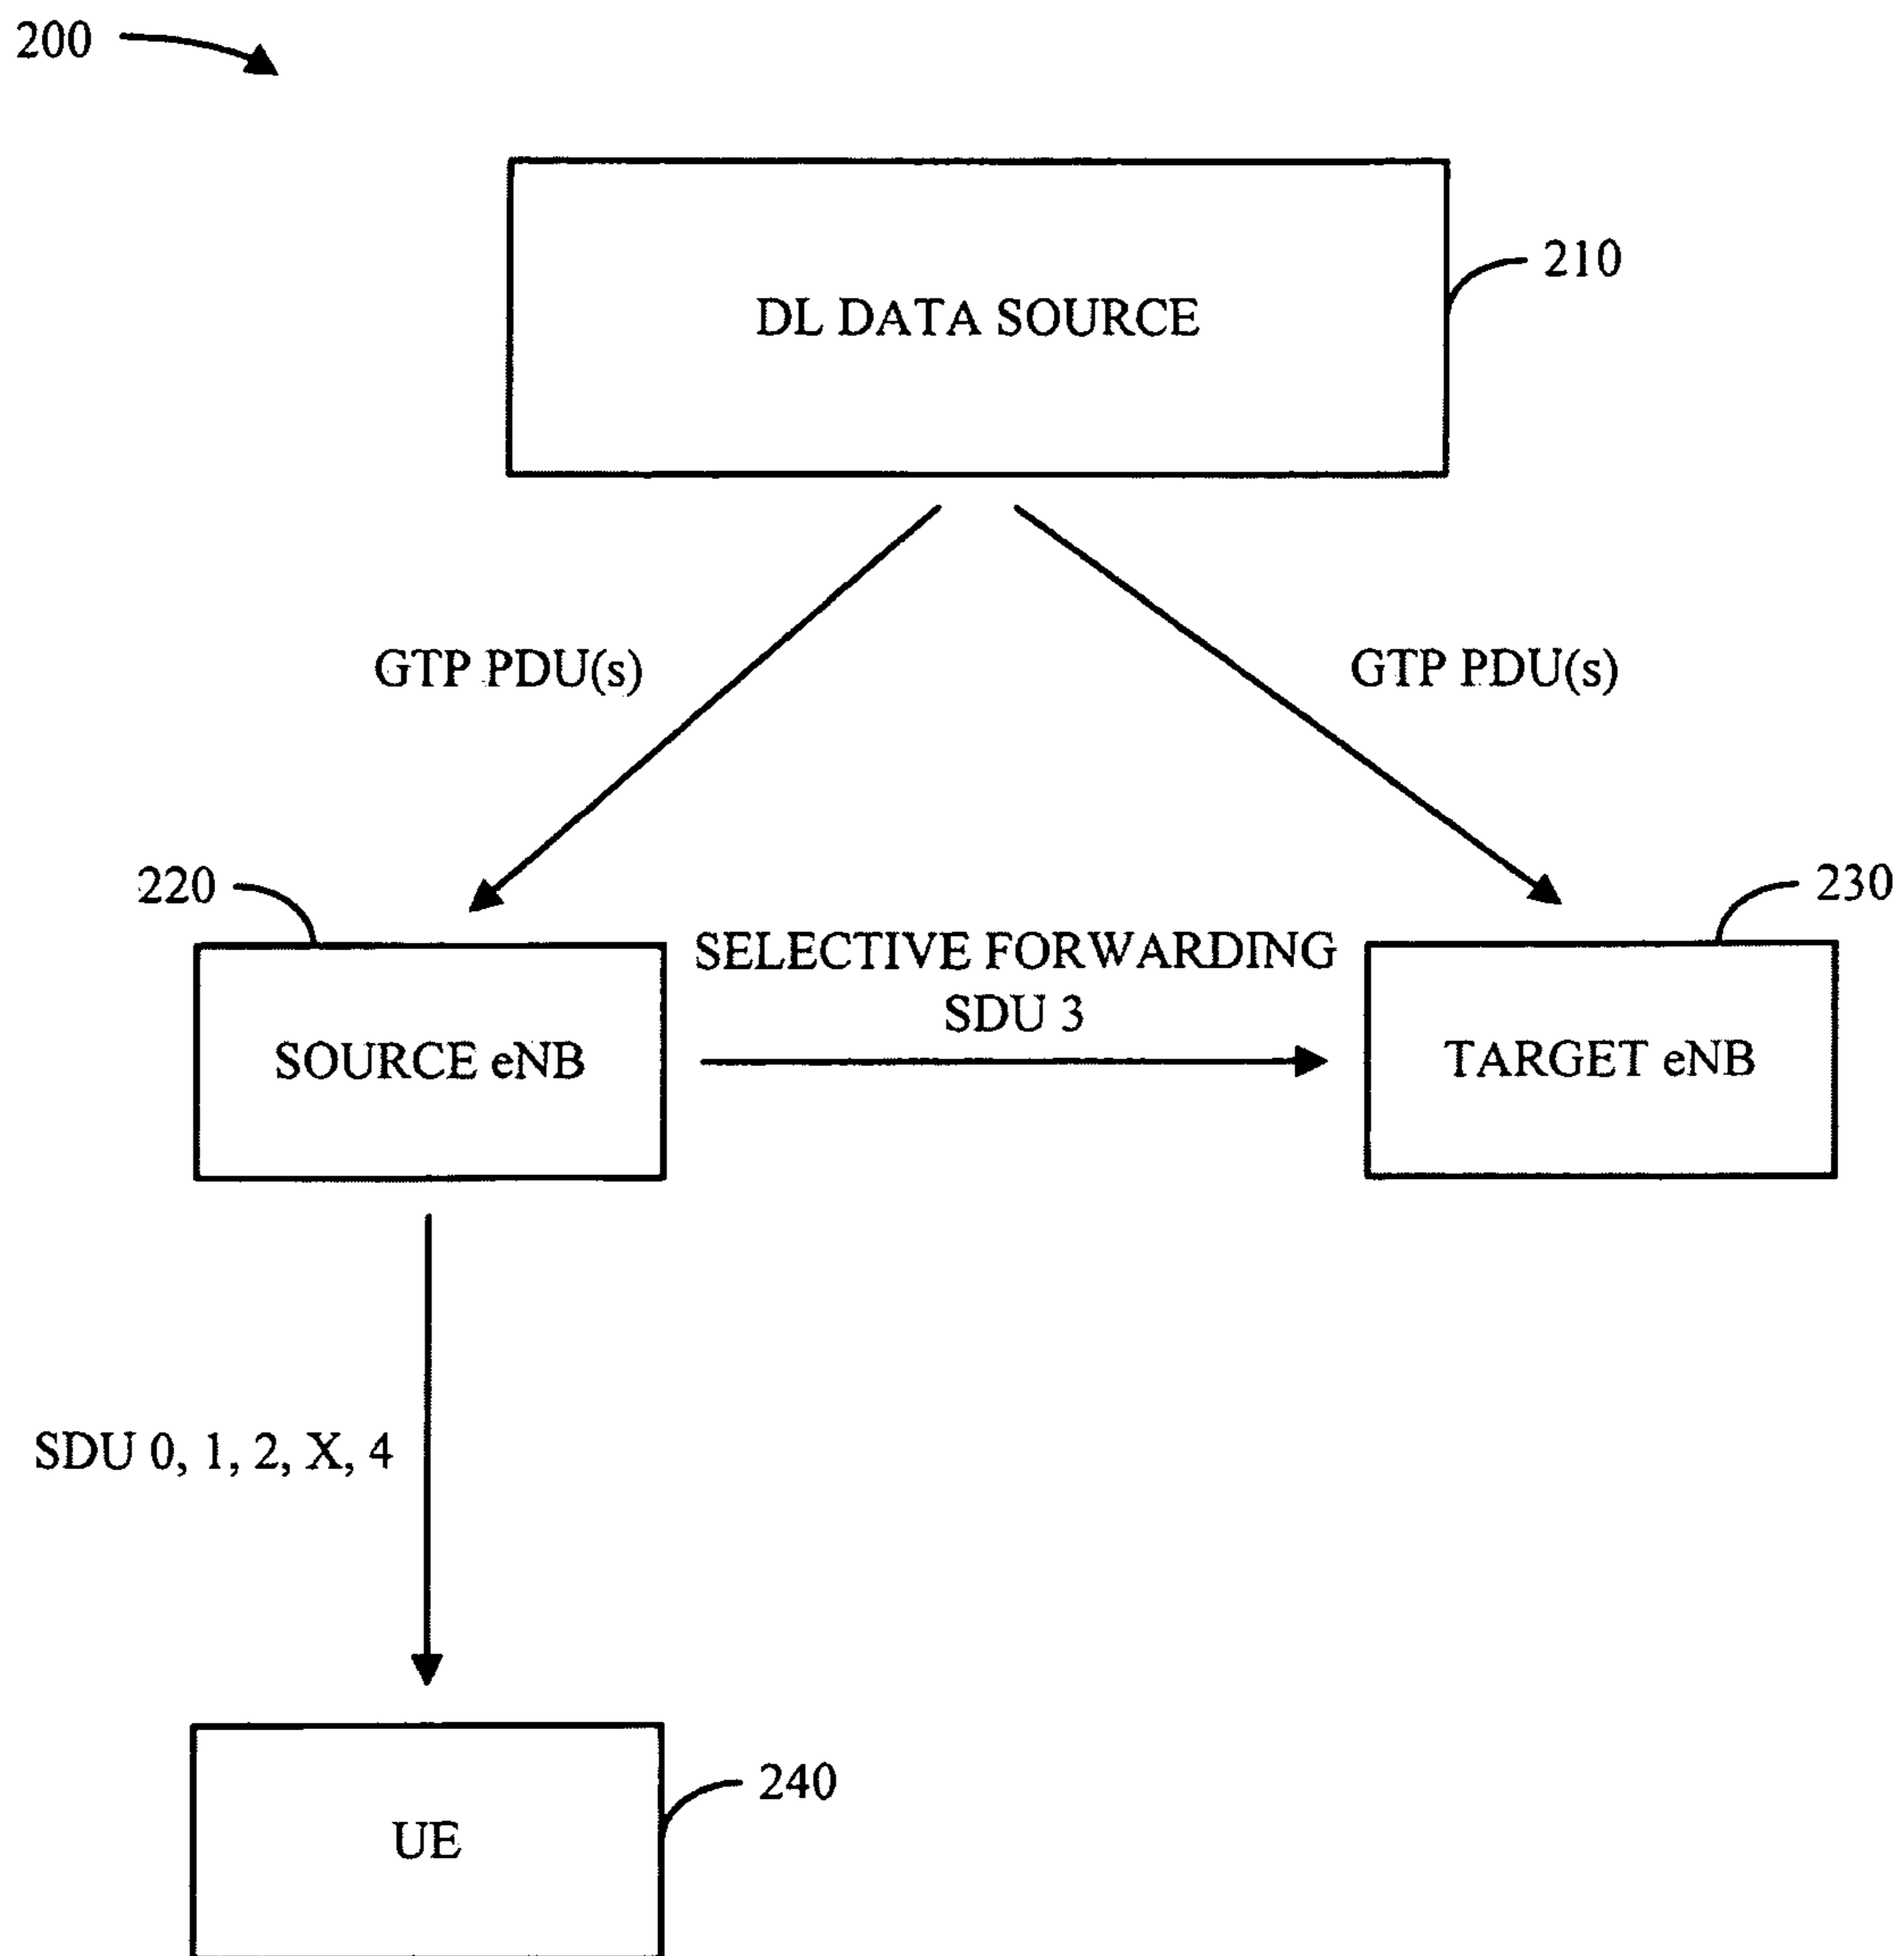 200
210
DL DATA SOURCE
GTP PDU(s)
GTP PDU(s)
220
230
SELECTIVE FORWARDING
SDU 3
SOURCE eNB
TARGET eNB
SDU 0, 1, 2, X, 4
240
UE